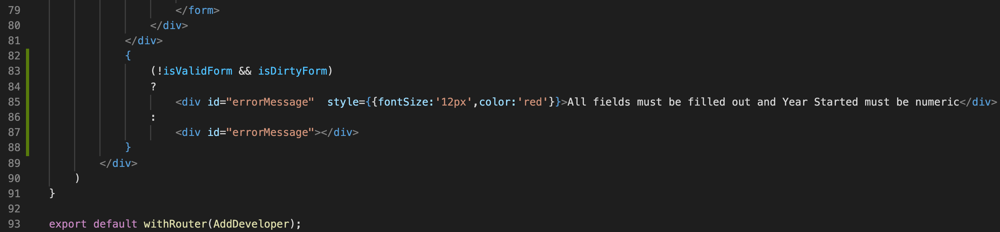 79 </form>
80 </div>
81 </div>
82 {
83 (!isValidForm && isDirtyForm)
84 ?
85 <div id="errorMessage"  style={{fontSize:'12px',color:'red'}}>All fields must be filled out and Year Started must be numeric</div>
86 :
87 <div id="errorMessage"></div>
88 }
89 </div>
90 )
91 }
92
93 export default withRouter(AddDeveloper);